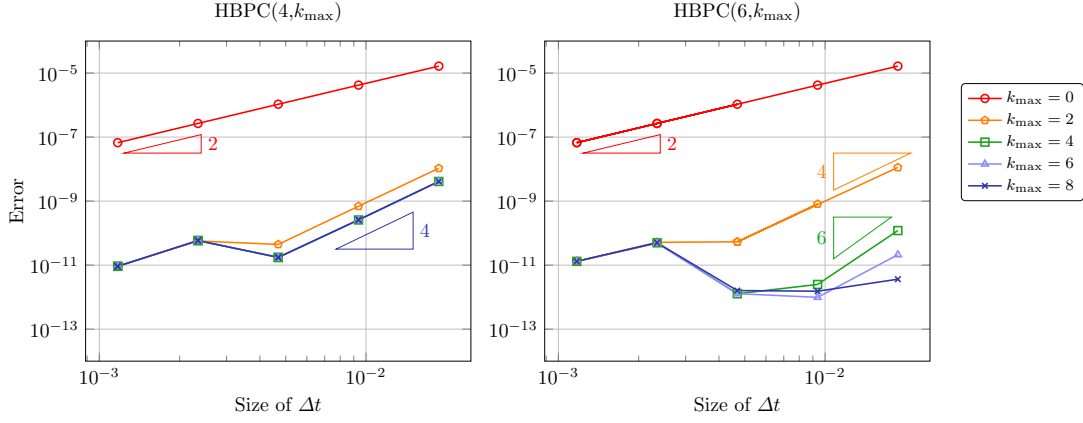 HBPC(4,k_max)
HBPC(6,k_max)
10^−5
10^−7
10^−9
10^−11
10^−13
Error
2
4
10^−3
10^−2
Size of Δt
10^−5
10^−7
10^−9
10^−11
10^−13
2
4
6
10^−3
10^−2
Size of Δt
k_max = 0
k_max = 2
k_max = 4
k_max = 6
k_max = 8